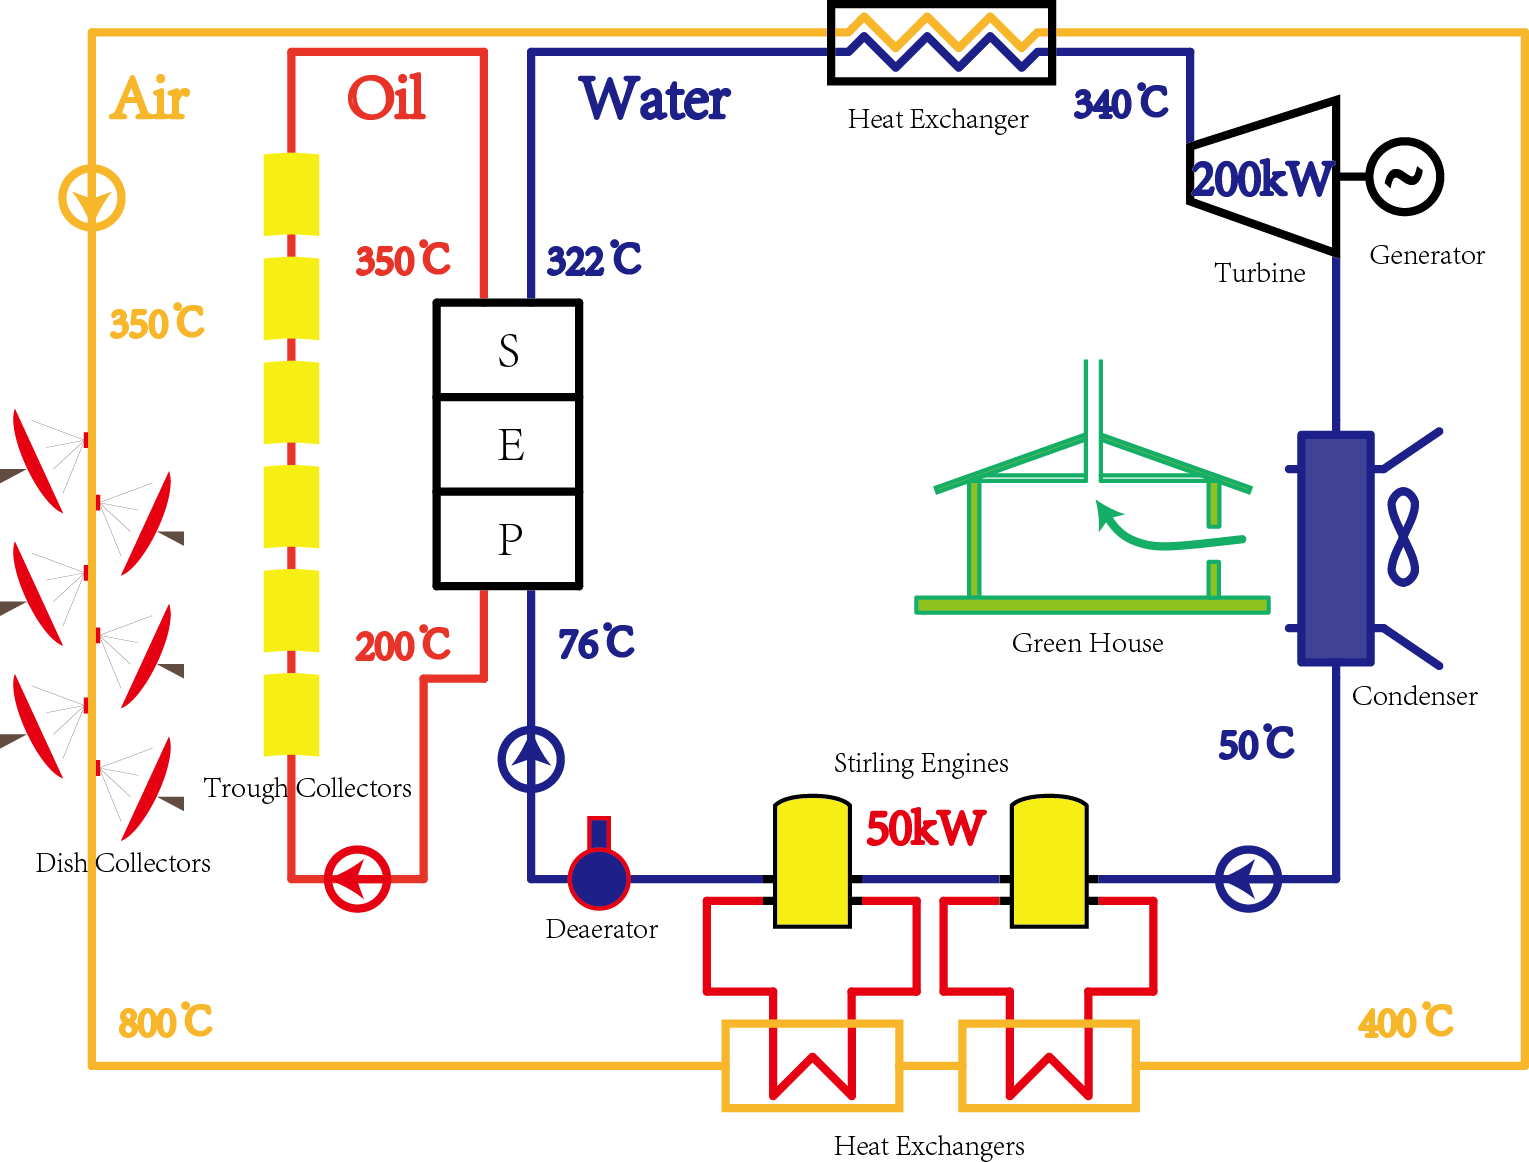 Air
Oil
Water
Heat Exchanger
340℃
200kW
Turbine
Generator
350℃
322℃
350℃
S
E
P
200℃
76℃
Green House
Condenser
50℃
Trough Collectors
Dish Collectors
Stirling Engines
50kW
Deaerator
800℃
400℃
Heat Exchangers